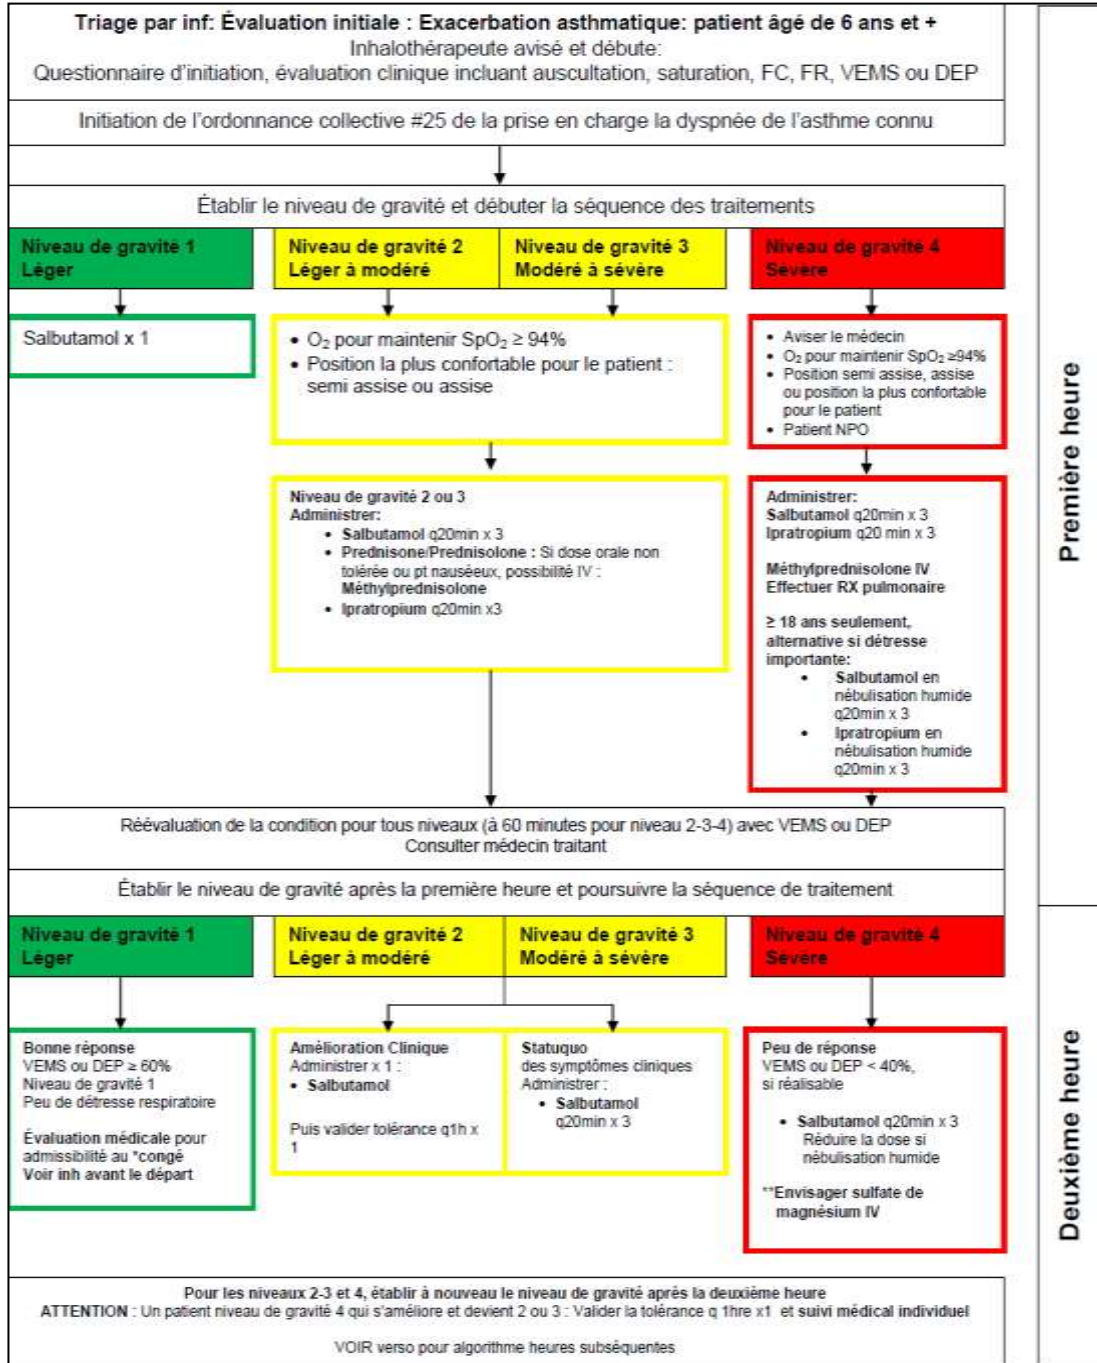 Triage par inf: Évaluation initiale : Exacerbation asthmatique: patient âgé de 6 ans et +
Inhalothérapeute avisé et débute:
Questionnaire d'initiation, évaluation clinique incluant auscultation, saturation, FC, FR, VEMS ou DEP
Initiation de l'ordonnance collective #25 de la prise en charge la dyspnée de l'asthme connu
Établir le niveau de gravité et débuter la séquence des traitements
Niveau de gravité 1
Léger
Niveau de gravité 2
Léger à modéré
Niveau de gravité 3
Modéré à sévère
Niveau de gravité 4
Sévère
Salbutamol x 1
• O₂ pour maintenir SpO₂ ≥ 94%
• Position la plus confortable pour le patient :
semi assise ou assise
• Aviser le médecin
• O₂ pour maintenir SpO₂ ≥94%
• Position semi assise, assise
ou position la plus confortable
pour le patient
• Patient NPO
Niveau de gravité 2 ou 3
Administrer:
• Salbutamol q20min x 3
• Prednisone/Prednisolone : Si dose orale non
tolérée ou pt nauséeux, possibilité IV :
Méthylprednisolone
• Ipratropium q20min x3
Administrer:
Salbutamol q20min x 3
Ipratropium q20 min x 3
Méthylprednisolone IV
Effectuer RX pulmonaire
≥ 18 ans seulement,
alternative si détresse
importante:
• Salbutamol en
nébulisation humide
q20min x 3
• Ipratropium en
nébulisation humide
q20min x 3
Première heure
Réévaluation de la condition pour tous niveaux (à 60 minutes pour niveau 2-3-4) avec VEMS ou DEP
Consulter médecin traitant
Établir le niveau de gravité après la première heure et poursuivre la séquence de traitement
Niveau de gravité 1
Léger
Niveau de gravité 2
Léger à modéré
Niveau de gravité 3
Modéré à sévère
Niveau de gravité 4
Sévère
Bonne réponse
VEMS ou DEP ≥ 60%
Niveau de gravité 1
Peu de détresse respiratoire
Évaluation médicale pour
admissibilité au *congé
Voir inh avant le départ
Amélioration Clinique
Administrer x 1 :
• Salbutamol
Puis valider tolérance q1h x
1
Statuquo
des symptômes cliniques
Administrer :
• Salbutamol
q20min x 3
Peu de réponse
VEMS ou DEP < 40%,
si réalisable
• Salbutamol q20min x 3
Réduire la dose si
nébulisation humide
**Envisager sulfate de
magnésium IV
Deuxième heure
Pour les niveaux 2-3 et 4, établir à nouveau le niveau de gravité après la deuxième heure
ATTENTION : Un patient niveau de gravité 4 qui s'améliore et devient 2 ou 3 : Valider la tolérance q 1hre x1 et suivi médical individuel
VOIR verso pour algorithme heures subséquentes